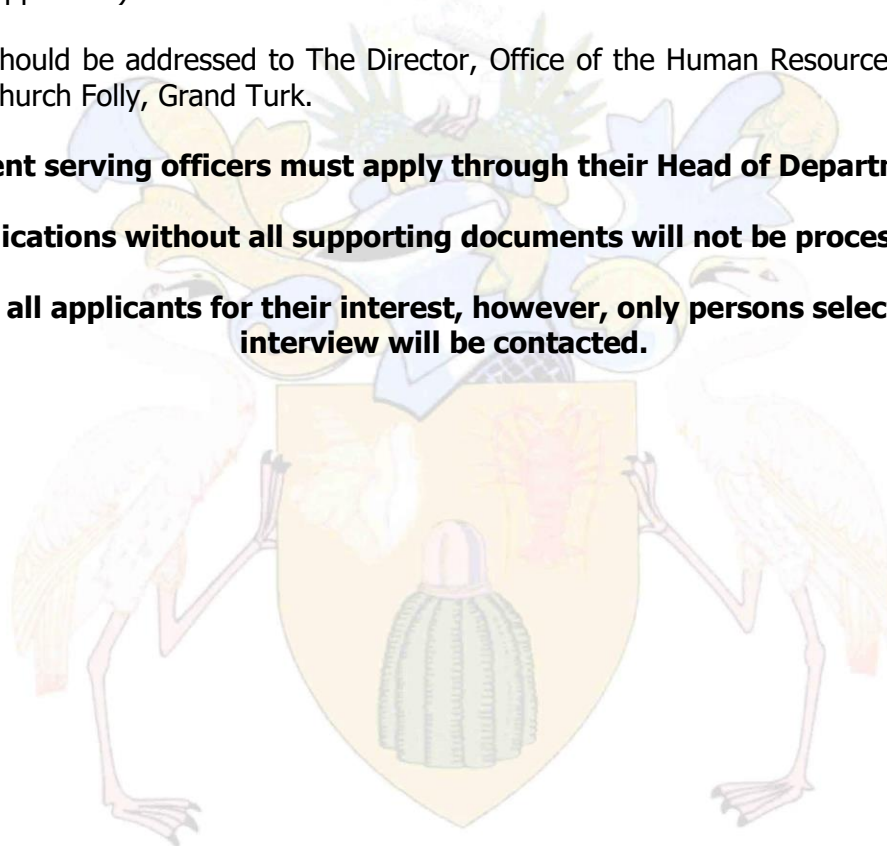 hould be addressed to The Director, Office of the Human Resource
hurch Folly, Grand Turk.
ent serving officers must apply through their Head of Departm
lications without all supporting documents will not be proces
all applicants for their interest, however, only persons selec
interview will be contacted.